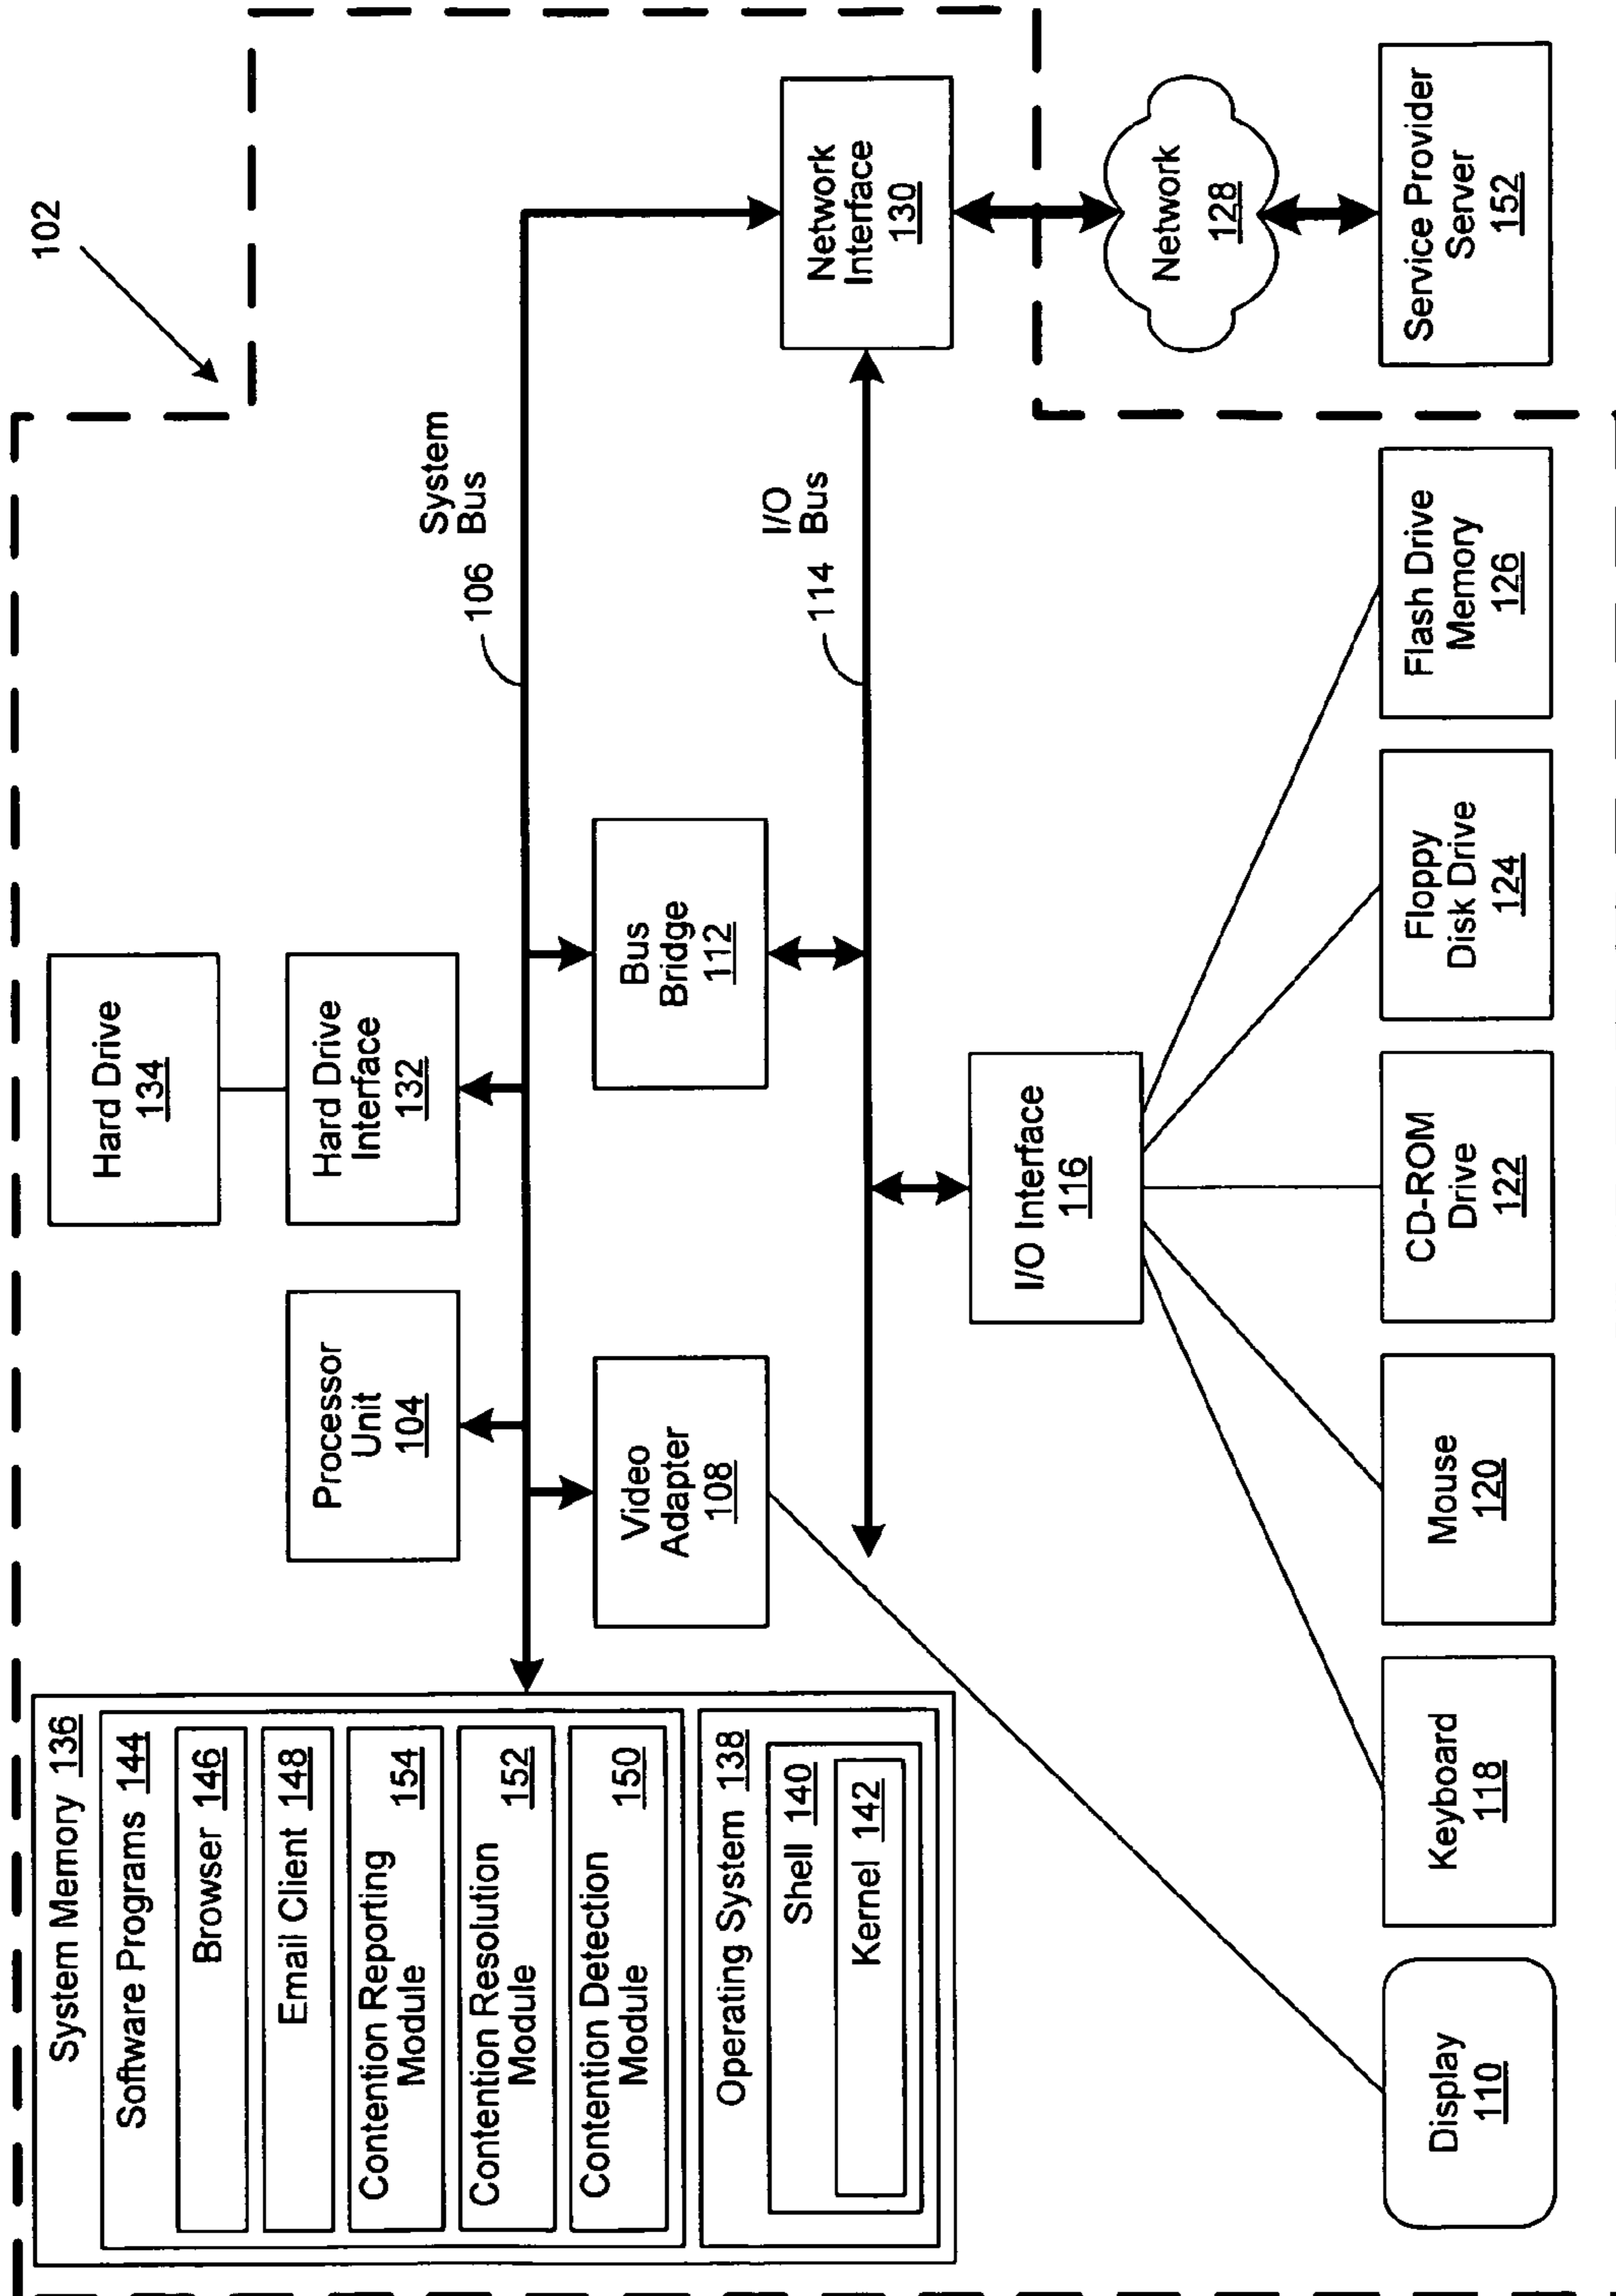 102
System Memory 136
Software Programs 144
Browser 146
Email Client 148
Contention Reporting
Module
154
Contention Resolution
Module
152
Contention Detection
Module
150
Operating System 138
Shell 140
Kernel 142
Processor
Unit
104
Hard Drive
134
Hard Drive
Interface
132
System
Bus
106
Video
Adapter
108
Bus
Bridge
112
I/O
Bus
114
Network
Interface
130
I/O Interface
116
Network
128
Display
110
Keyboard
118
Mouse
120
CD-ROM
Drive
122
Floppy
Disk Drive
124
Flash Drive
Memory
126
Service Provider
Server
152